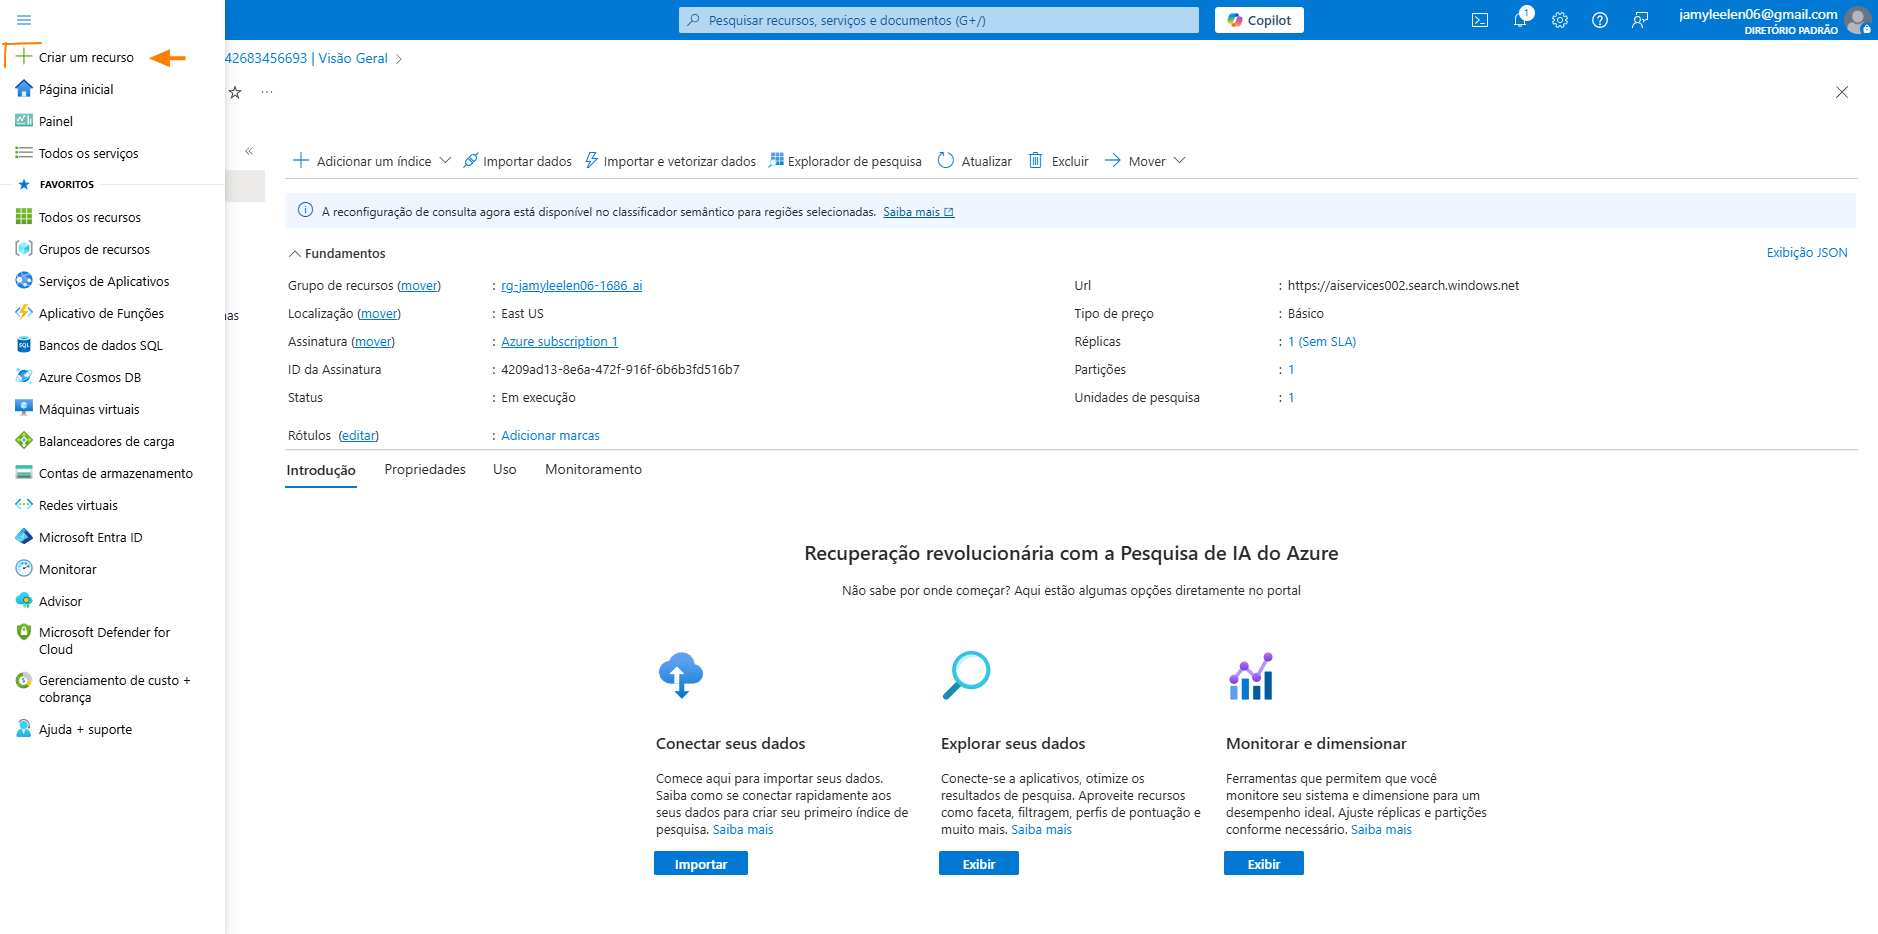 Pesquisar recursos, serviços e documentos (G+/)
Copilot
1
jamyleelen06@gmail.com
DIRETÓRIO PADRÃO
Criar um recurso
Página inicial
Painel
Todos os serviços
FAVORITOS
Todos os recursos
Grupos de recursos
Serviços de Aplicativos
Aplicativo de Funções
Bancos de dados SQL
Azure Cosmos DB
Máquinas virtuais
Balanceadores de carga
Contas de armazenamento
Redes virtuais
Microsoft Entra ID
Monitorar
Advisor
Microsoft Defender for
Cloud
Gerenciamento de custo +
cobrança
Ajuda + suporte
42683456693 | Visão Geral
nas
Adicionar um índice
Importar dados
Importar e vetorizar dados
Explorador de pesquisa
Atualizar
Excluir
Mover
A reconfiguração de consulta agora está disponível no classificador semântico para regiões selecionadas. Saiba mais
Fundamentos
Exibição JSON
Grupo de recursos (mover) : rg-jamyleelen06-1686_ai
Localização (mover) : East US
Assinatura (mover) : Azure subscription 1
ID da Assinatura : 4209ad13-8e6a-472f-916f-6b6b3fd516b7
Status : Em execução
Rótulos (editar) : Adicionar marcas
Url : https://aiservices002.search.windows.net
Tipo de preço : Básico
Réplicas : 1 (Sem SLA)
Partições : 1
Unidades de pesquisa : 1
Introdução
Propriedades
Uso
Monitoramento
Recuperação revolucionária com a Pesquisa de IA do Azure
Não sabe por onde começar? Aqui estão algumas opções diretamente no portal
Conectar seus dados
Comece aqui para importar seus dados.
Saiba como se conectar rapidamente aos
seus dados para criar seu primeiro índice de
pesquisa. Saiba mais
Importar
Explorar seus dados
Conecte-se a aplicativos, otimize os
resultados de pesquisa. Aproveite recursos
como faceta, filtragem, perfis de pontuação e
muito mais. Saiba mais
Exibir
Monitorar e dimensionar
Ferramentas que permitem que você
monitore seu sistema e dimensione para um
desempenho ideal. Ajuste réplicas e partições
conforme necessário. Saiba mais
Exibir